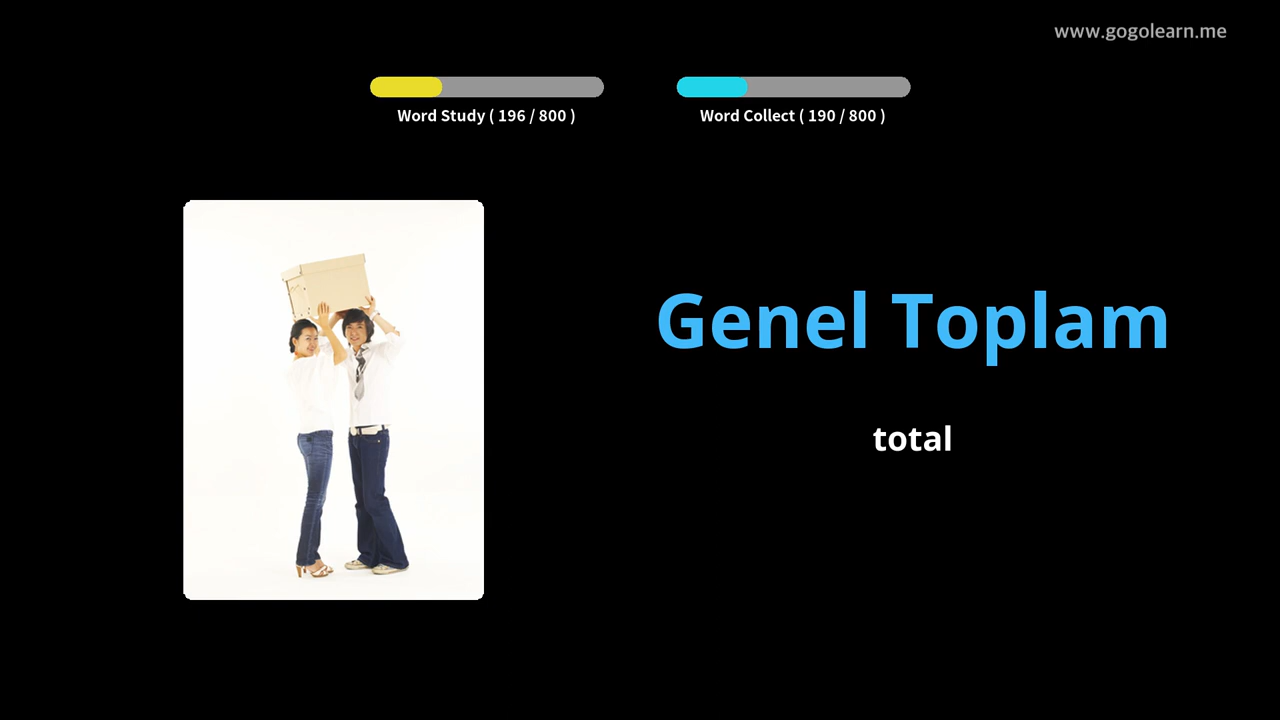 www.gogolearn.me
Word Study ( 196 / 800 )
Word Collect ( 190 / 800 )
Genel Toplam
total